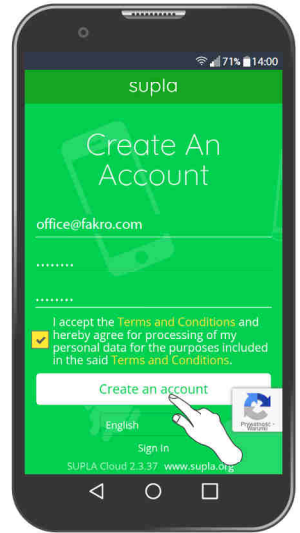 71% 14:00
supla
Create An
Account
office@fakro.com
........
........
I accept the Terms and Conditions and
hereby agree for processing of my
personal data for the purposes included
in the said Terms and Conditions.
Create an account
Prywatność -
Warunki
English
Sign In
SUPLA Cloud 2.3.37 www.supla.org